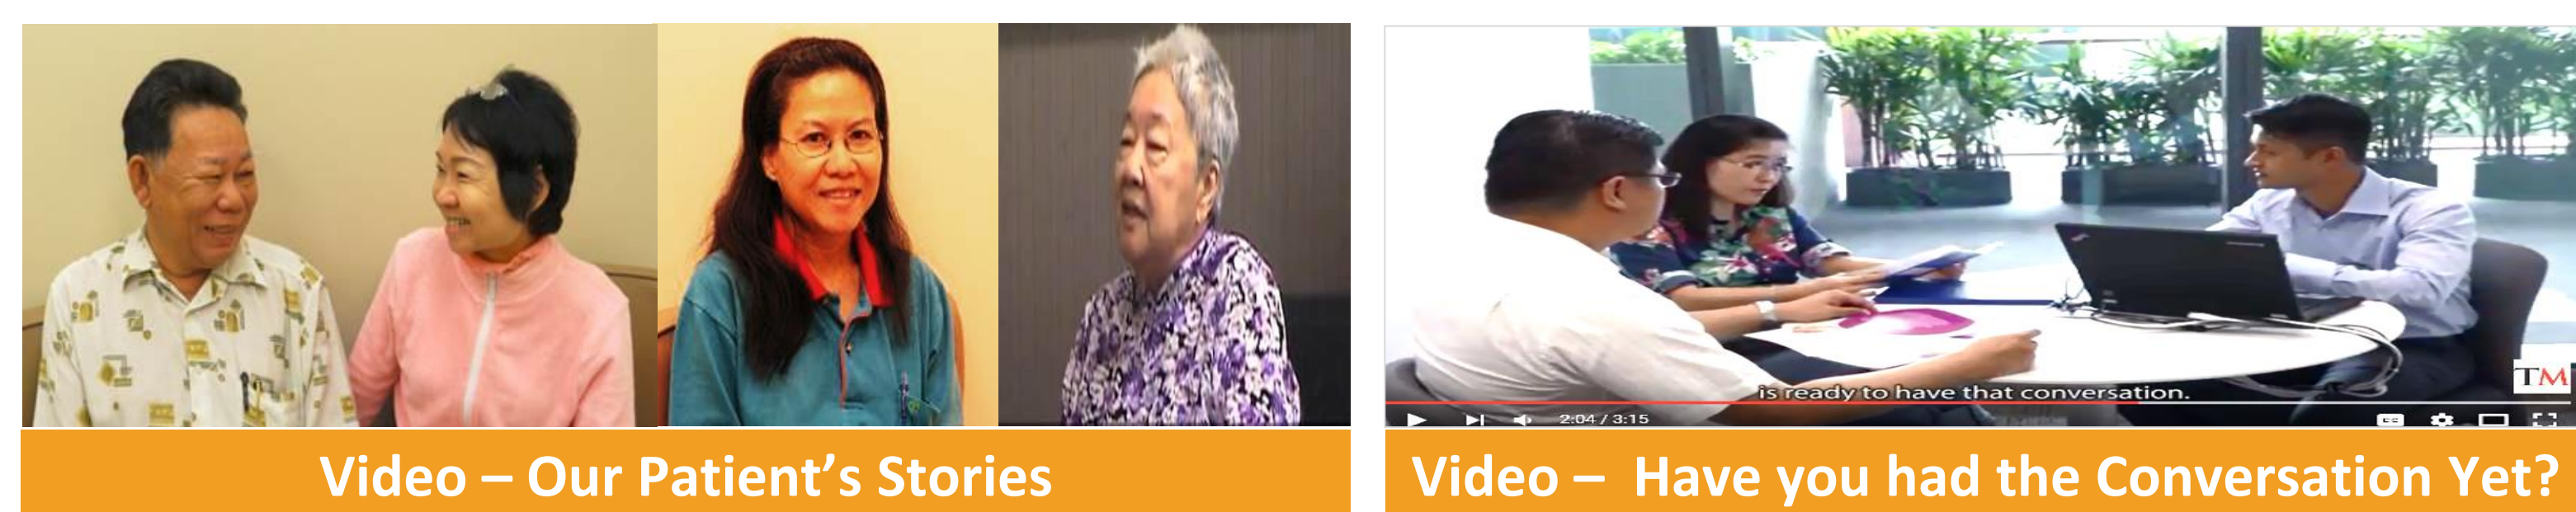 is ready to have that conversation.
2:04 / 3:15
CC
TM
Video – Our Patient’s Stories
Video –  Have you had the Conversation Yet?